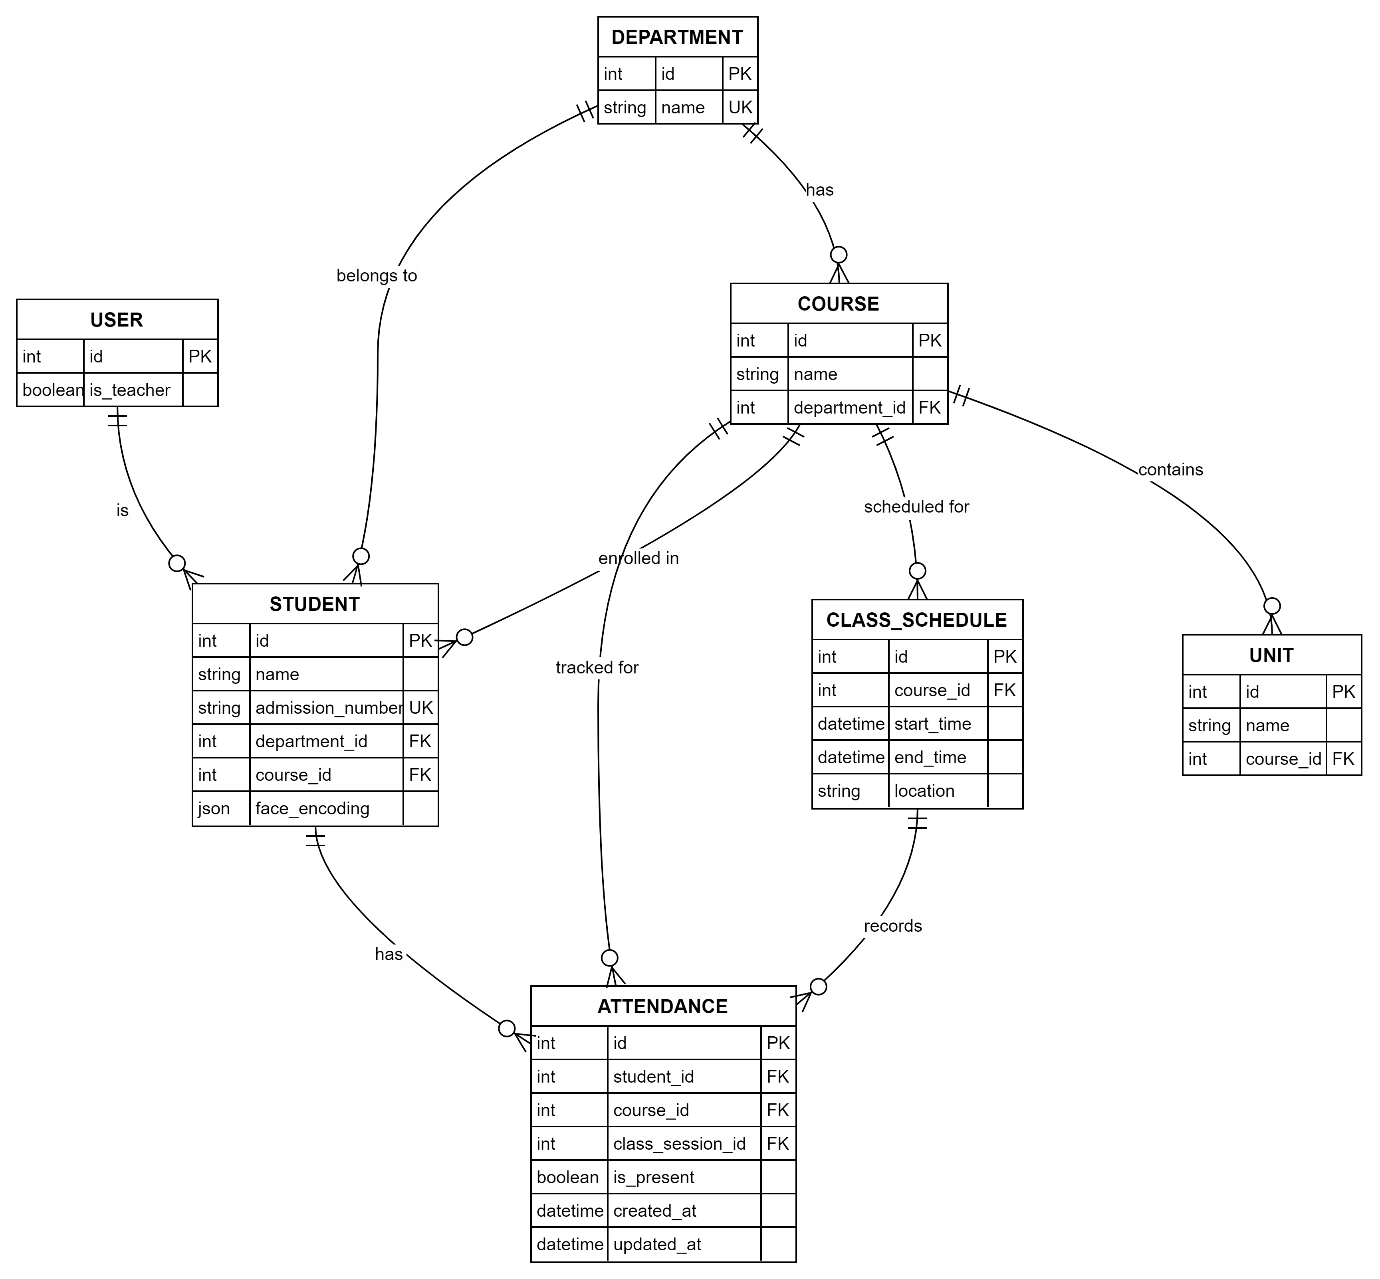 DEPARTMENT
int id PK
string name UK
has
belongs to
USER
int id PK
boolean is_teacher
COURSE
int id PK
string name
int department_id FK
is
enrolled in
scheduled for
contains
STUDENT
int id PK
string name
string admission_number UK
int department_id FK
int course_id FK
json face_encoding
tracked for
CLASS_SCHEDULE
int id PK
int course_id FK
datetime start_time
datetime end_time
string location
UNIT
int id PK
string name
int course_id FK
has
records
ATTENDANCE
int id PK
int student_id FK
int course_id FK
int class_session_id FK
boolean is_present
datetime created_at
datetime updated_at